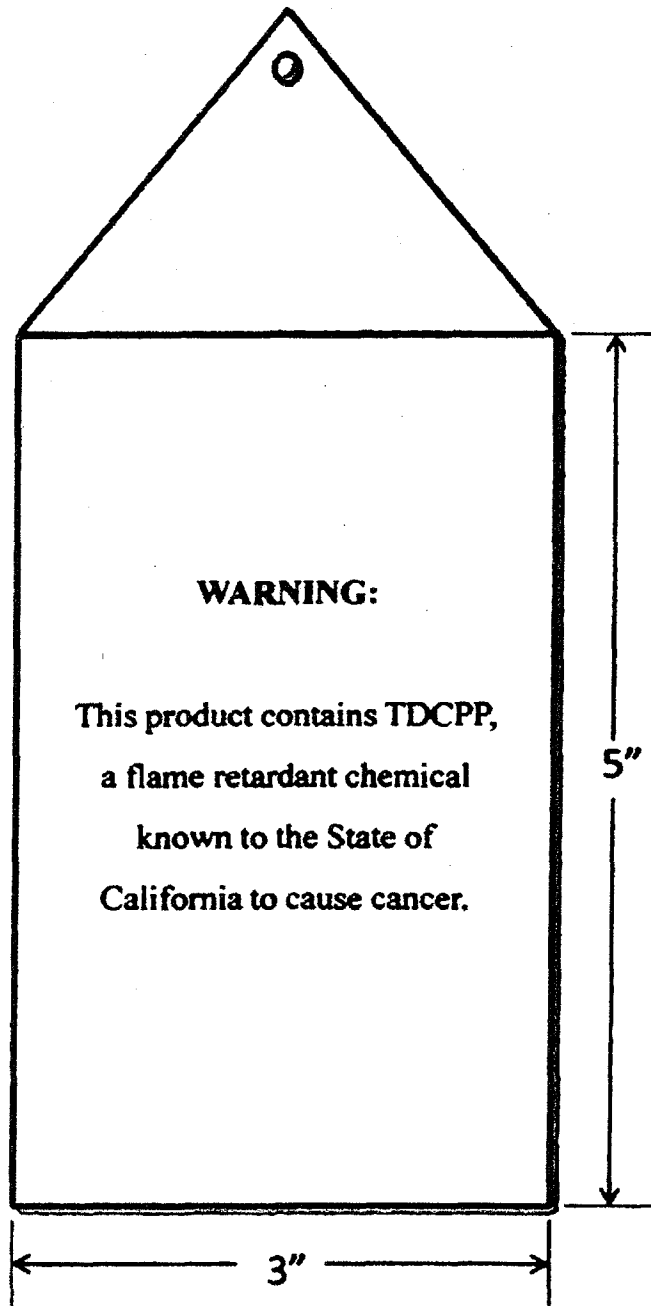 WARNING:
This product contains TDCPP,
a flame retardant chemical
known to the State of
California to cause cancer.
5"
3"